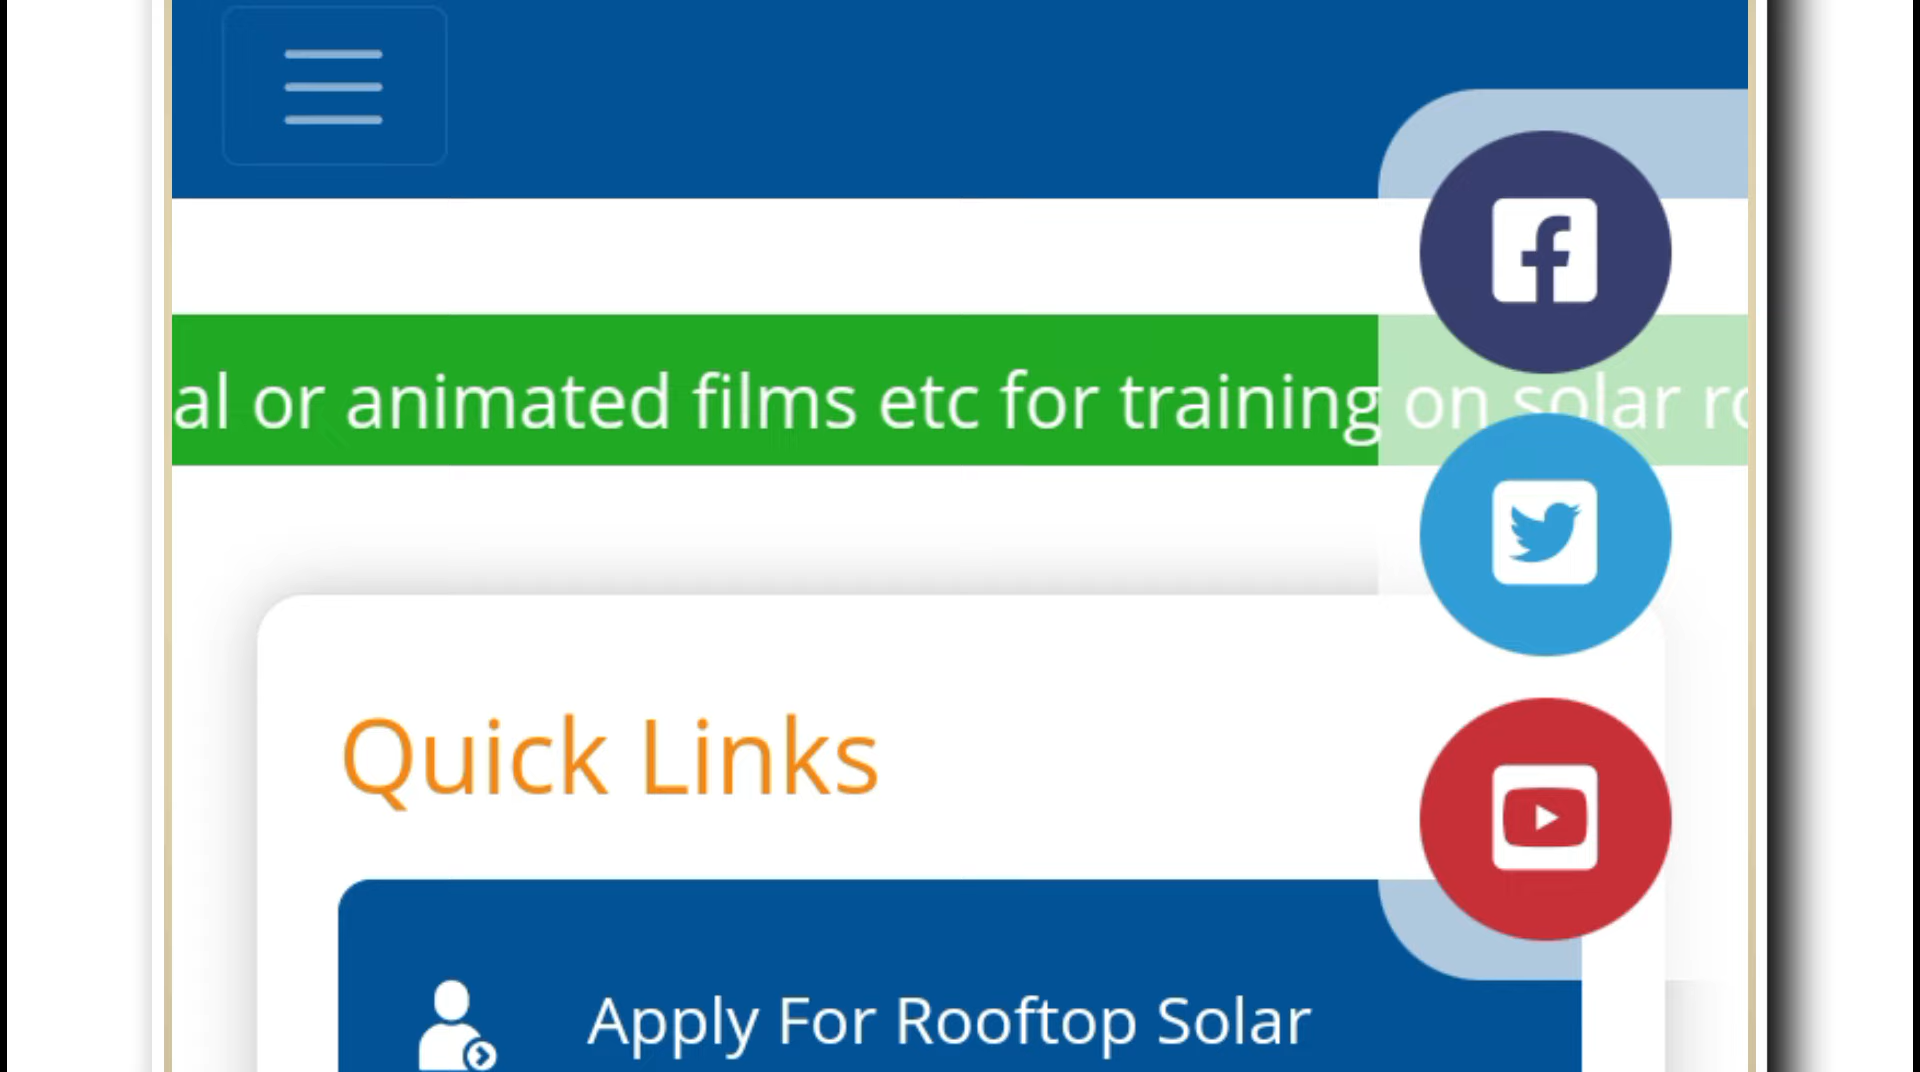 al or animated films etc for training on solar
Quick Links
Apply For Rooftop Solar